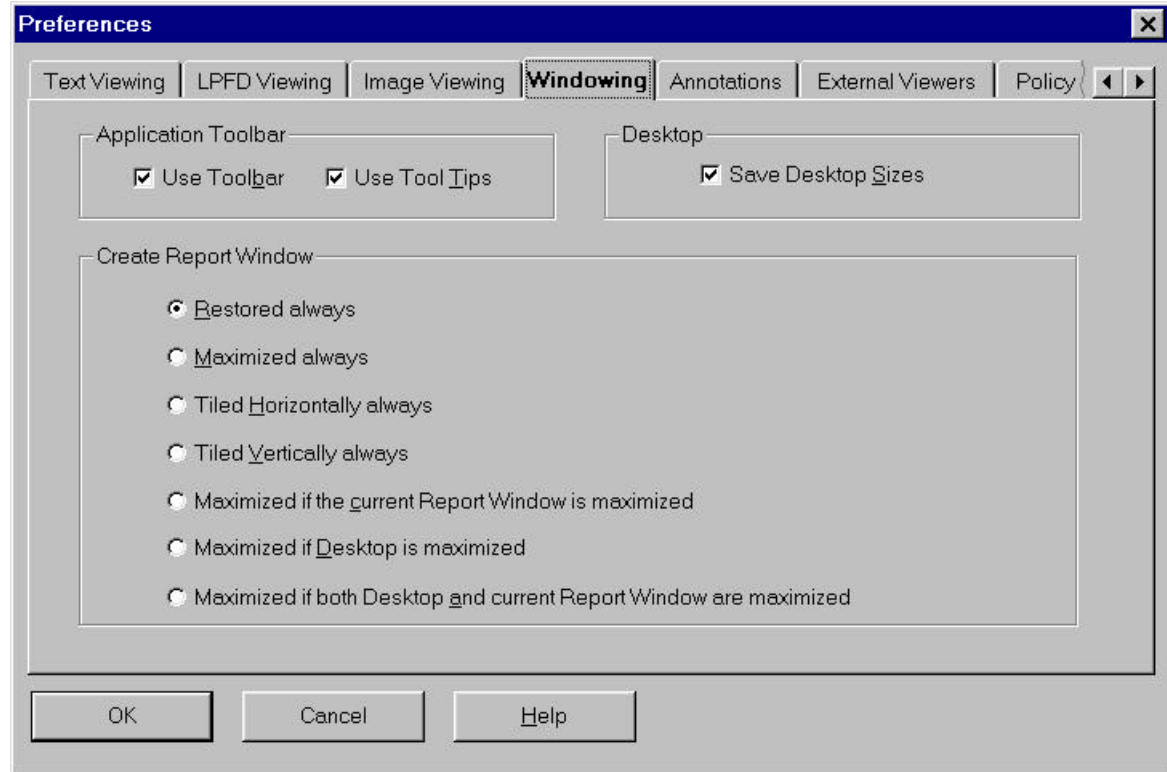 Preferences
Text Viewing LPFD Viewing Image Viewing Windowing Annotations External Viewers Policy
Application Toolbar Desktop
Use Toolbar Use Tool Tips Save Desktop Sizes
Create Report Window
Restored always
Maximized always
Tiled Horizontally always
Tiled Vertically always
Maximized if the current Report Window is maximized
Maximized if Desktop is maximized
Maximized if both Desktop and current Report Window are maximized
OK Cancel Help